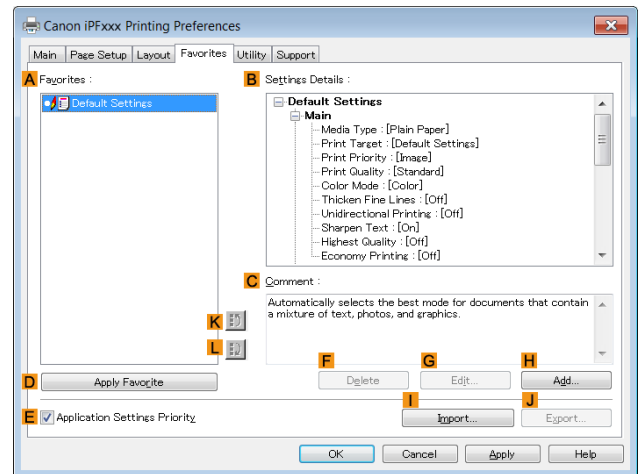 Canon iPFxxx Printing Preferences
Main Page Setup Layout Favorites Utility Support
A Favorites :
B Settings Details :
Default Settings
Default Settings
Main
Media Type : [Plain Paper]
Print Target : [Default Settings]
Print Priority : [Image]
Print Quality : [Standard]
Color Mode : [Color]
Thicken Fine Lines : [Off]
Unidirectional Printing : [Off]
Sharpen Text : [On]
Highest Quality : [Off]
Economy Printing : [Off]
C Comment :
Automatically selects the best mode for documents that contain
a mixture of text, photos, and graphics.
K
L
F G H
D Apply Favorite Delete Edit... Add...
I J
E Application Settings Priority Import... Export...
OK Cancel Apply Help